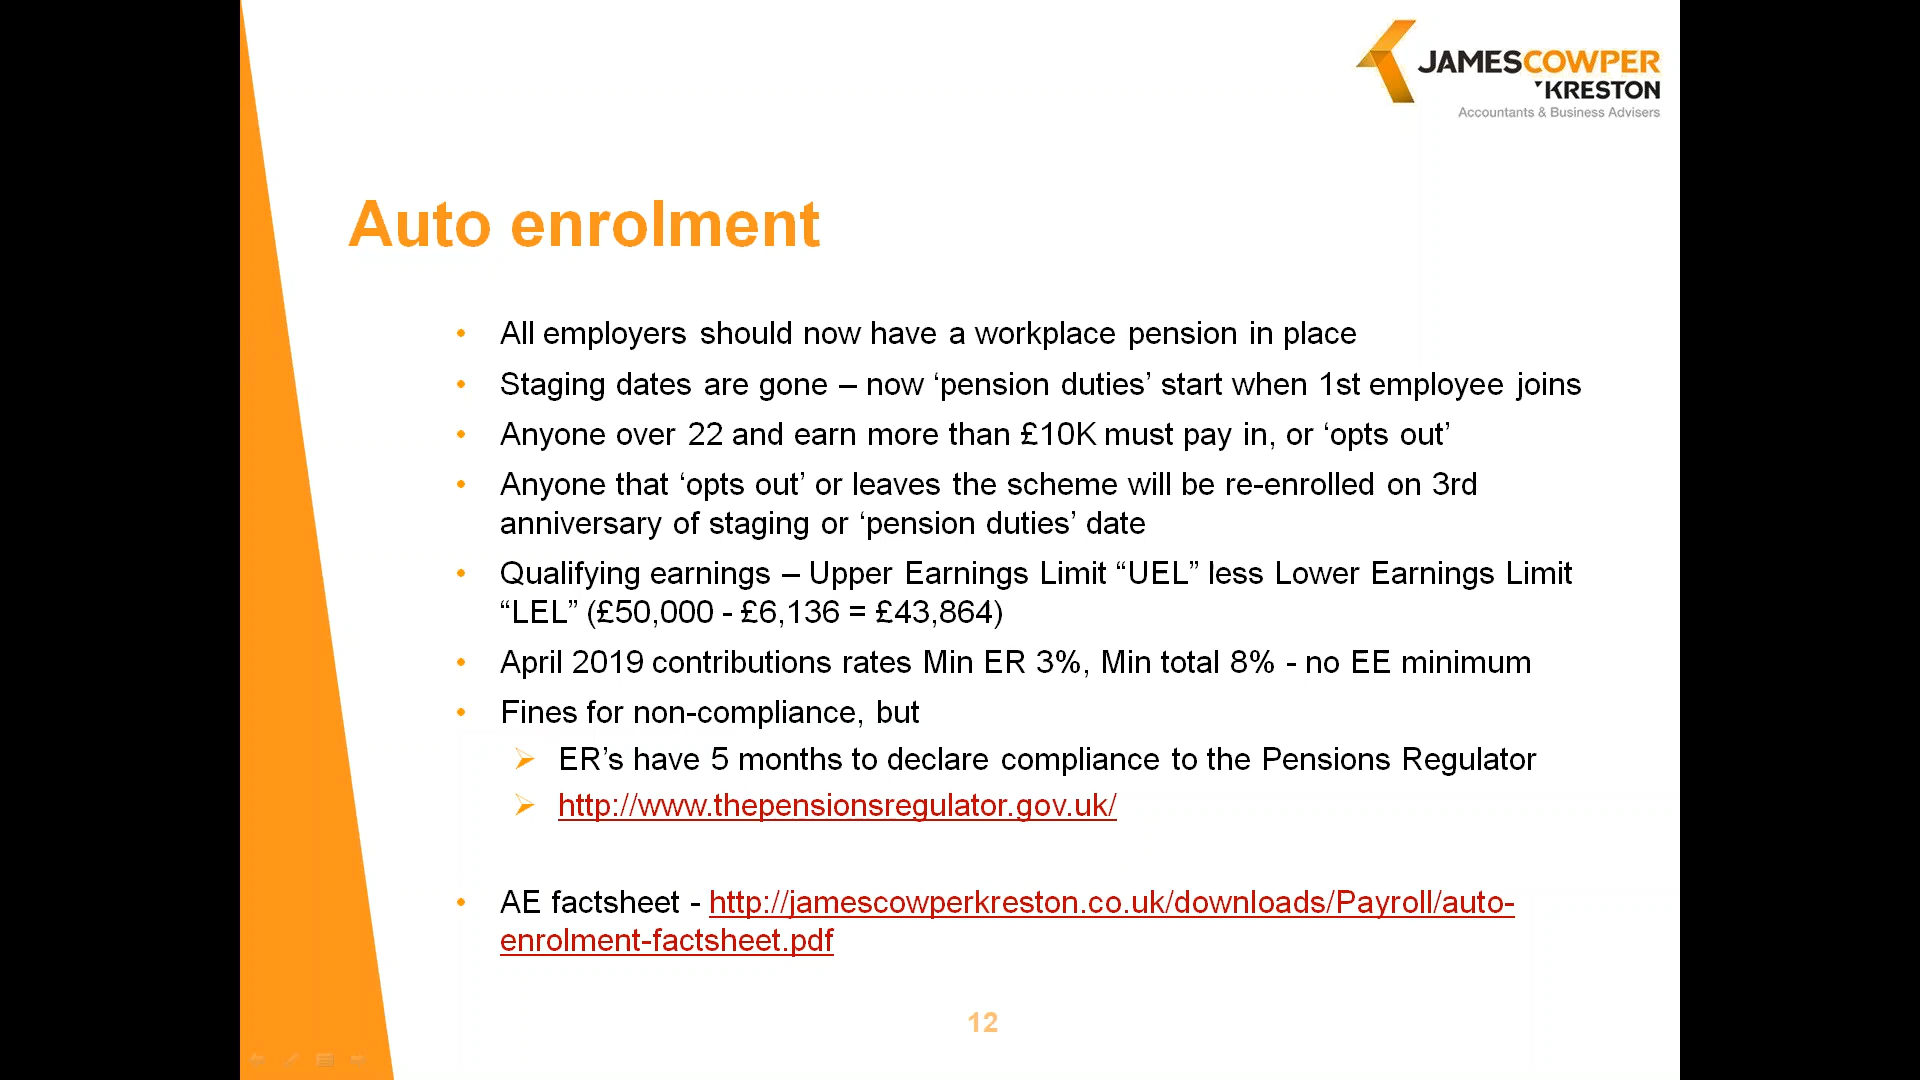 JAMESCOWPER
KRESTON
Accountants & Business Advisers
Auto enrolment
• All employers should now have a workplace pension in place
• Staging dates are gone – now ‘pension duties’ start when 1st employee joins
• Anyone over 22 and earn more than £10K must pay in, or ‘opts out’
• Anyone that ‘opts out’ or leaves the scheme will be re-enrolled on 3rd
anniversary of staging or ‘pension duties’ date
• Qualifying earnings – Upper Earnings Limit “UEL” less Lower Earnings Limit
“LEL” (£50,000 - £6,136 = £43,864)
• April 2019 contributions rates Min ER 3%, Min total 8% - no EE minimum
• Fines for non-compliance, but
➢ ER’s have 5 months to declare compliance to the Pensions Regulator
➢ http://www.thepensionsregulator.gov.uk/
• AE factsheet - http://jamescowperkreston.co.uk/downloads/Payroll/auto-
enrolment-factsheet.pdf
12